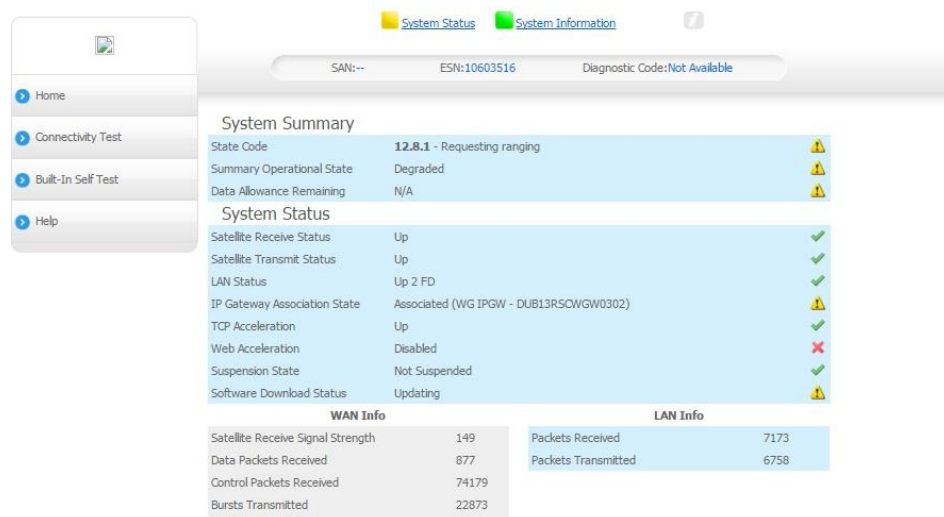 System Status System Information
SAN:-- ESN:10603516 Diagnostic Code:Not Available
Home
Connectivity Test
Built-In Self Test
Help
System Summary
State Code 12.8.1 - Requesting ranging
Summary Operational State Degraded
Data Allowance Remaining N/A
System Status
Satellite Receive Status Up
Satellite Transmit Status Up
LAN Status Up 2 FD
IP Gateway Association State Associated (WG IPGW - DUB13RSCWGW0302)
TCP Acceleration Up
Web Acceleration Disabled
Suspension State Not Suspended
Software Download Status Updating
WAN Info LAN Info
Satellite Receive Signal Strength 149 Packets Received 7173
Data Packets Received 877 Packets Transmitted 6758
Control Packets Received 74179
Bursts Transmitted 22873